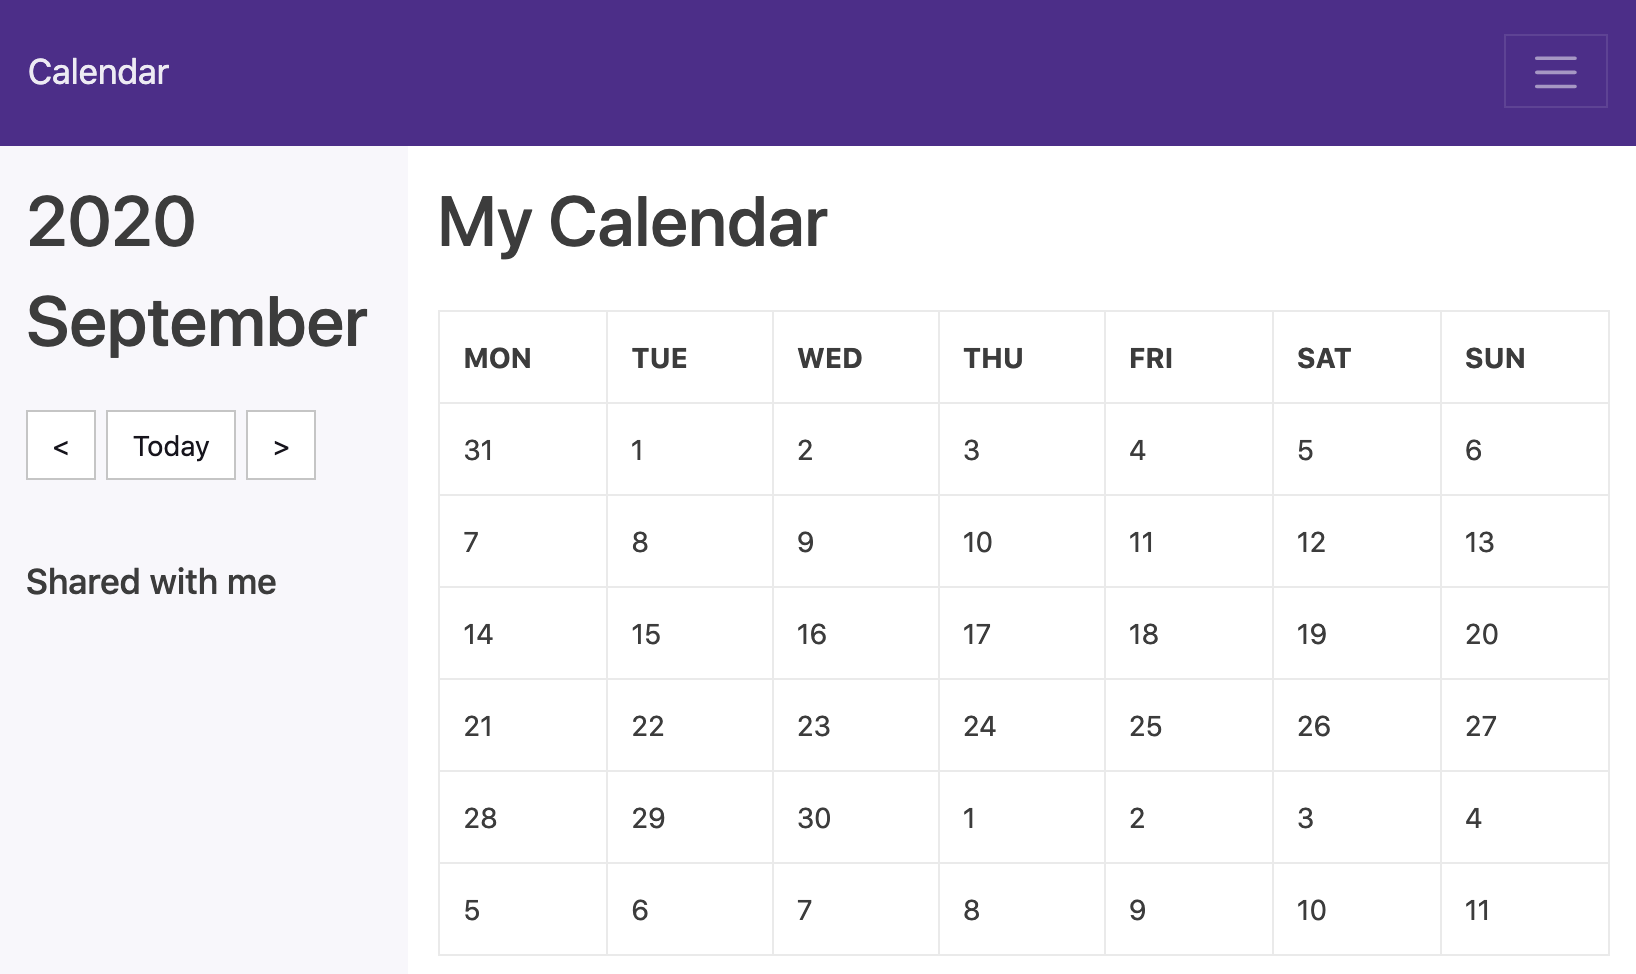 Calendar
2020
September
< Today >
Shared with me
My Calendar
MON TUE WED THU FRI SAT SUN
31 1 2 3 4 5 6
7 8 9 10 11 12 13
14 15 16 17 18 19 20
21 22 23 24 25 26 27
28 29 30 1 2 3 4
5 6 7 8 9 10 11